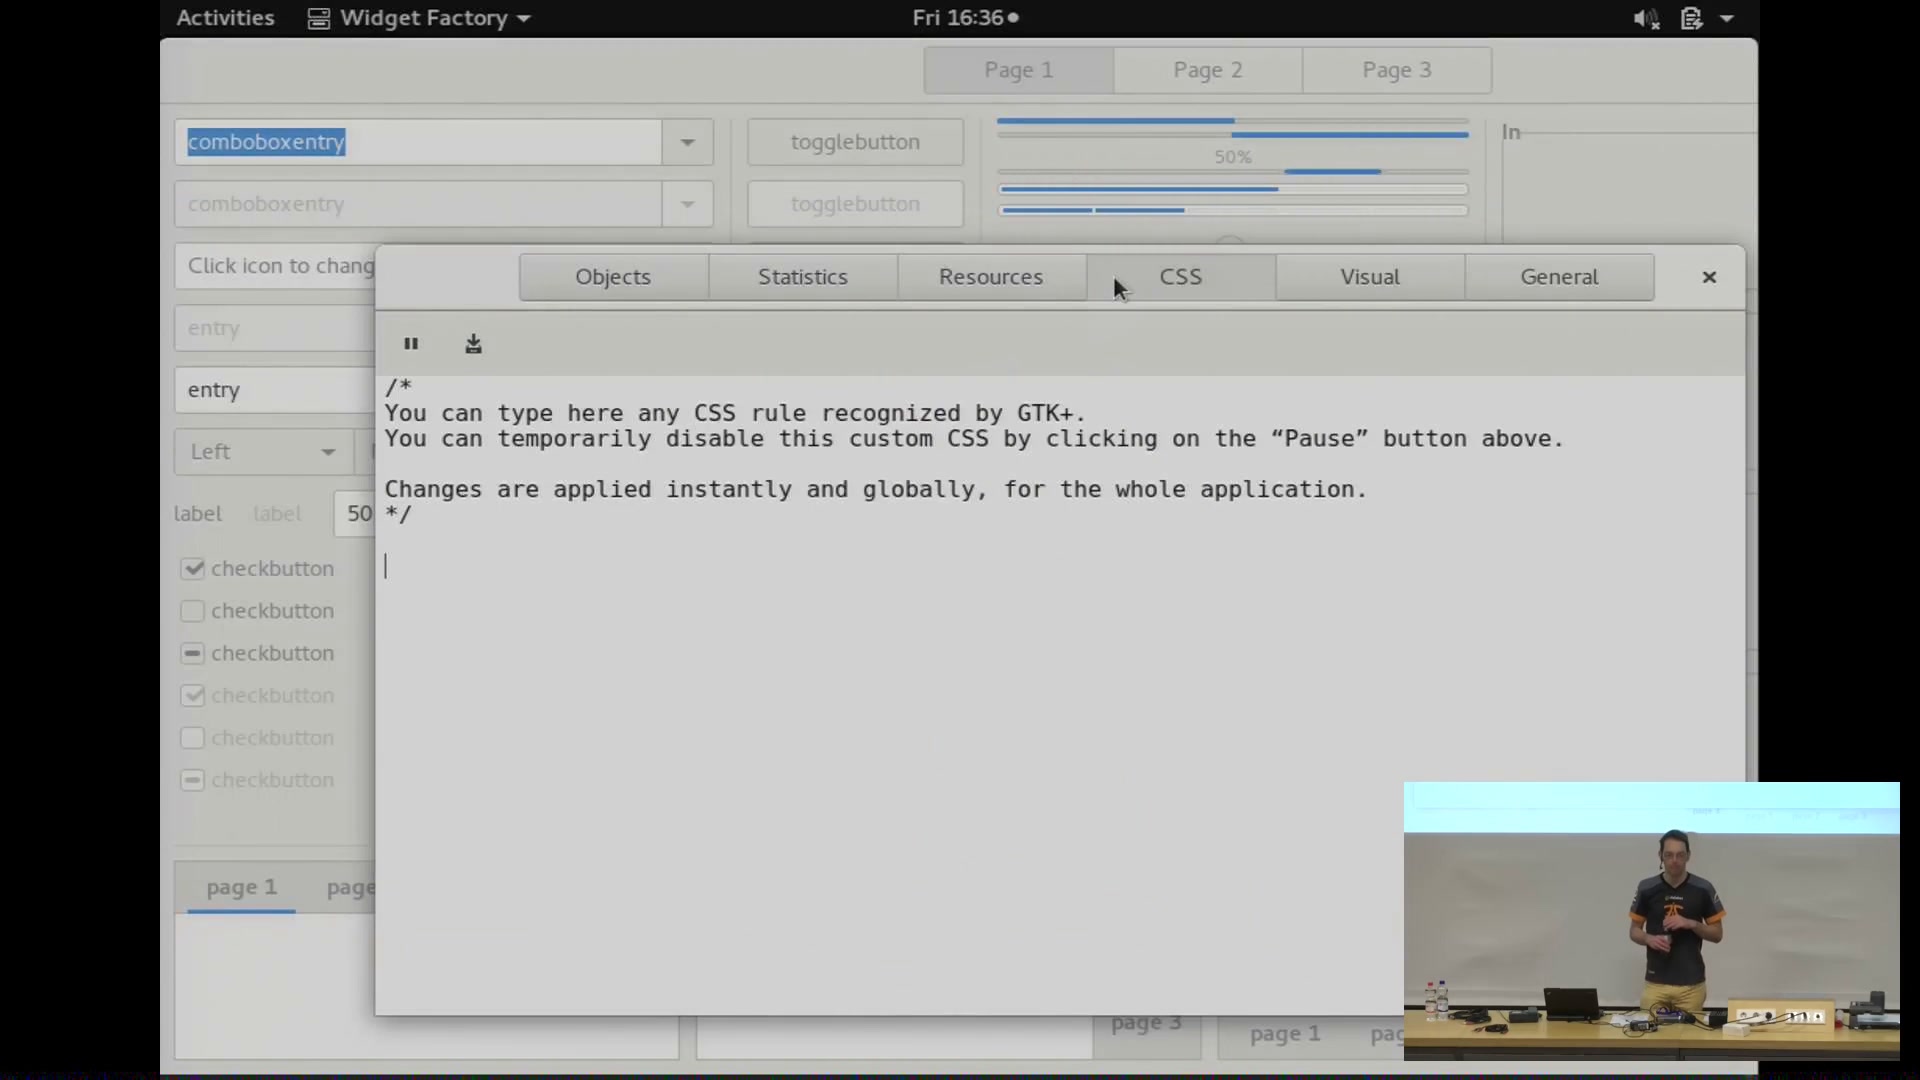 Activities
Widget Factory
Fri 16:36
Page 1
Page 2
Page 3
comboboxentry
togglebutton
In
50%
comboboxentry
togglebutton
Click icon to chang
Objects
Statistics
Resources
CSS
Visual
General
entry
/*
You can type here any CSS rule recognized by GTK+.
You can temporarily disable this custom CSS by clicking on the “Pause” button above.
Changes are applied instantly and globally, for the whole application.
*/
entry
Left
label
label
50
checkbutton
checkbutton
checkbutton
checkbutton
checkbutton
checkbutton
page 1
page
page 3
page 1